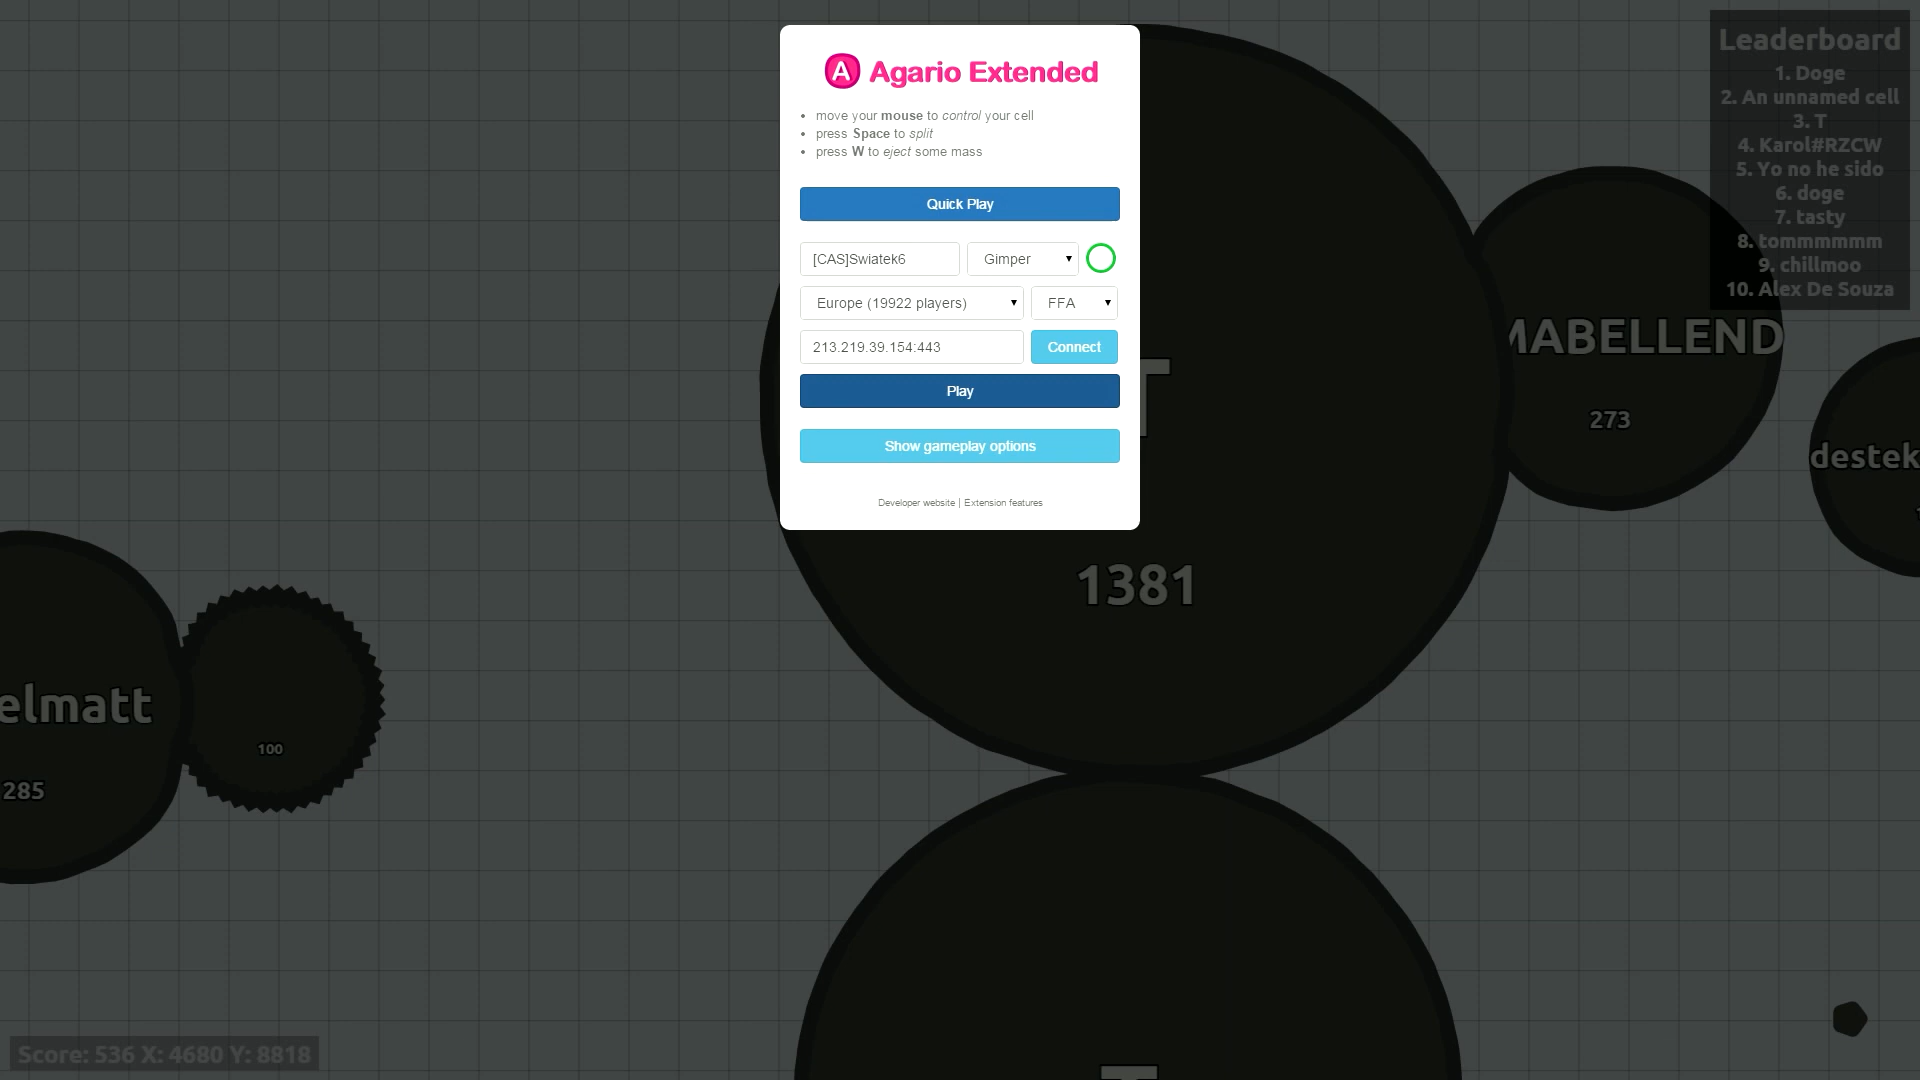 A Agario Extended
move your mouse to control your cell
press Space to split
press W to eject some mass
Quick Play
[CAS]Swiatek6
Gimper
Europe (19922 players)
FFA
213.219.39.154:443
Connect
Play
Show gameplay options
Developer website | Extension features
Leaderboard
1. Doge
2. An unnamed cell
3. T
4. Karol#RZCW
5. Yo no he sido
6. doge
7. tasty
8. tommmmmm
9. chillmoo
10. Alex De Souza
MABELLEND
273
destek
T
1381
elmatt
285
100
T
Score: 536 X: 4680 Y: 8818